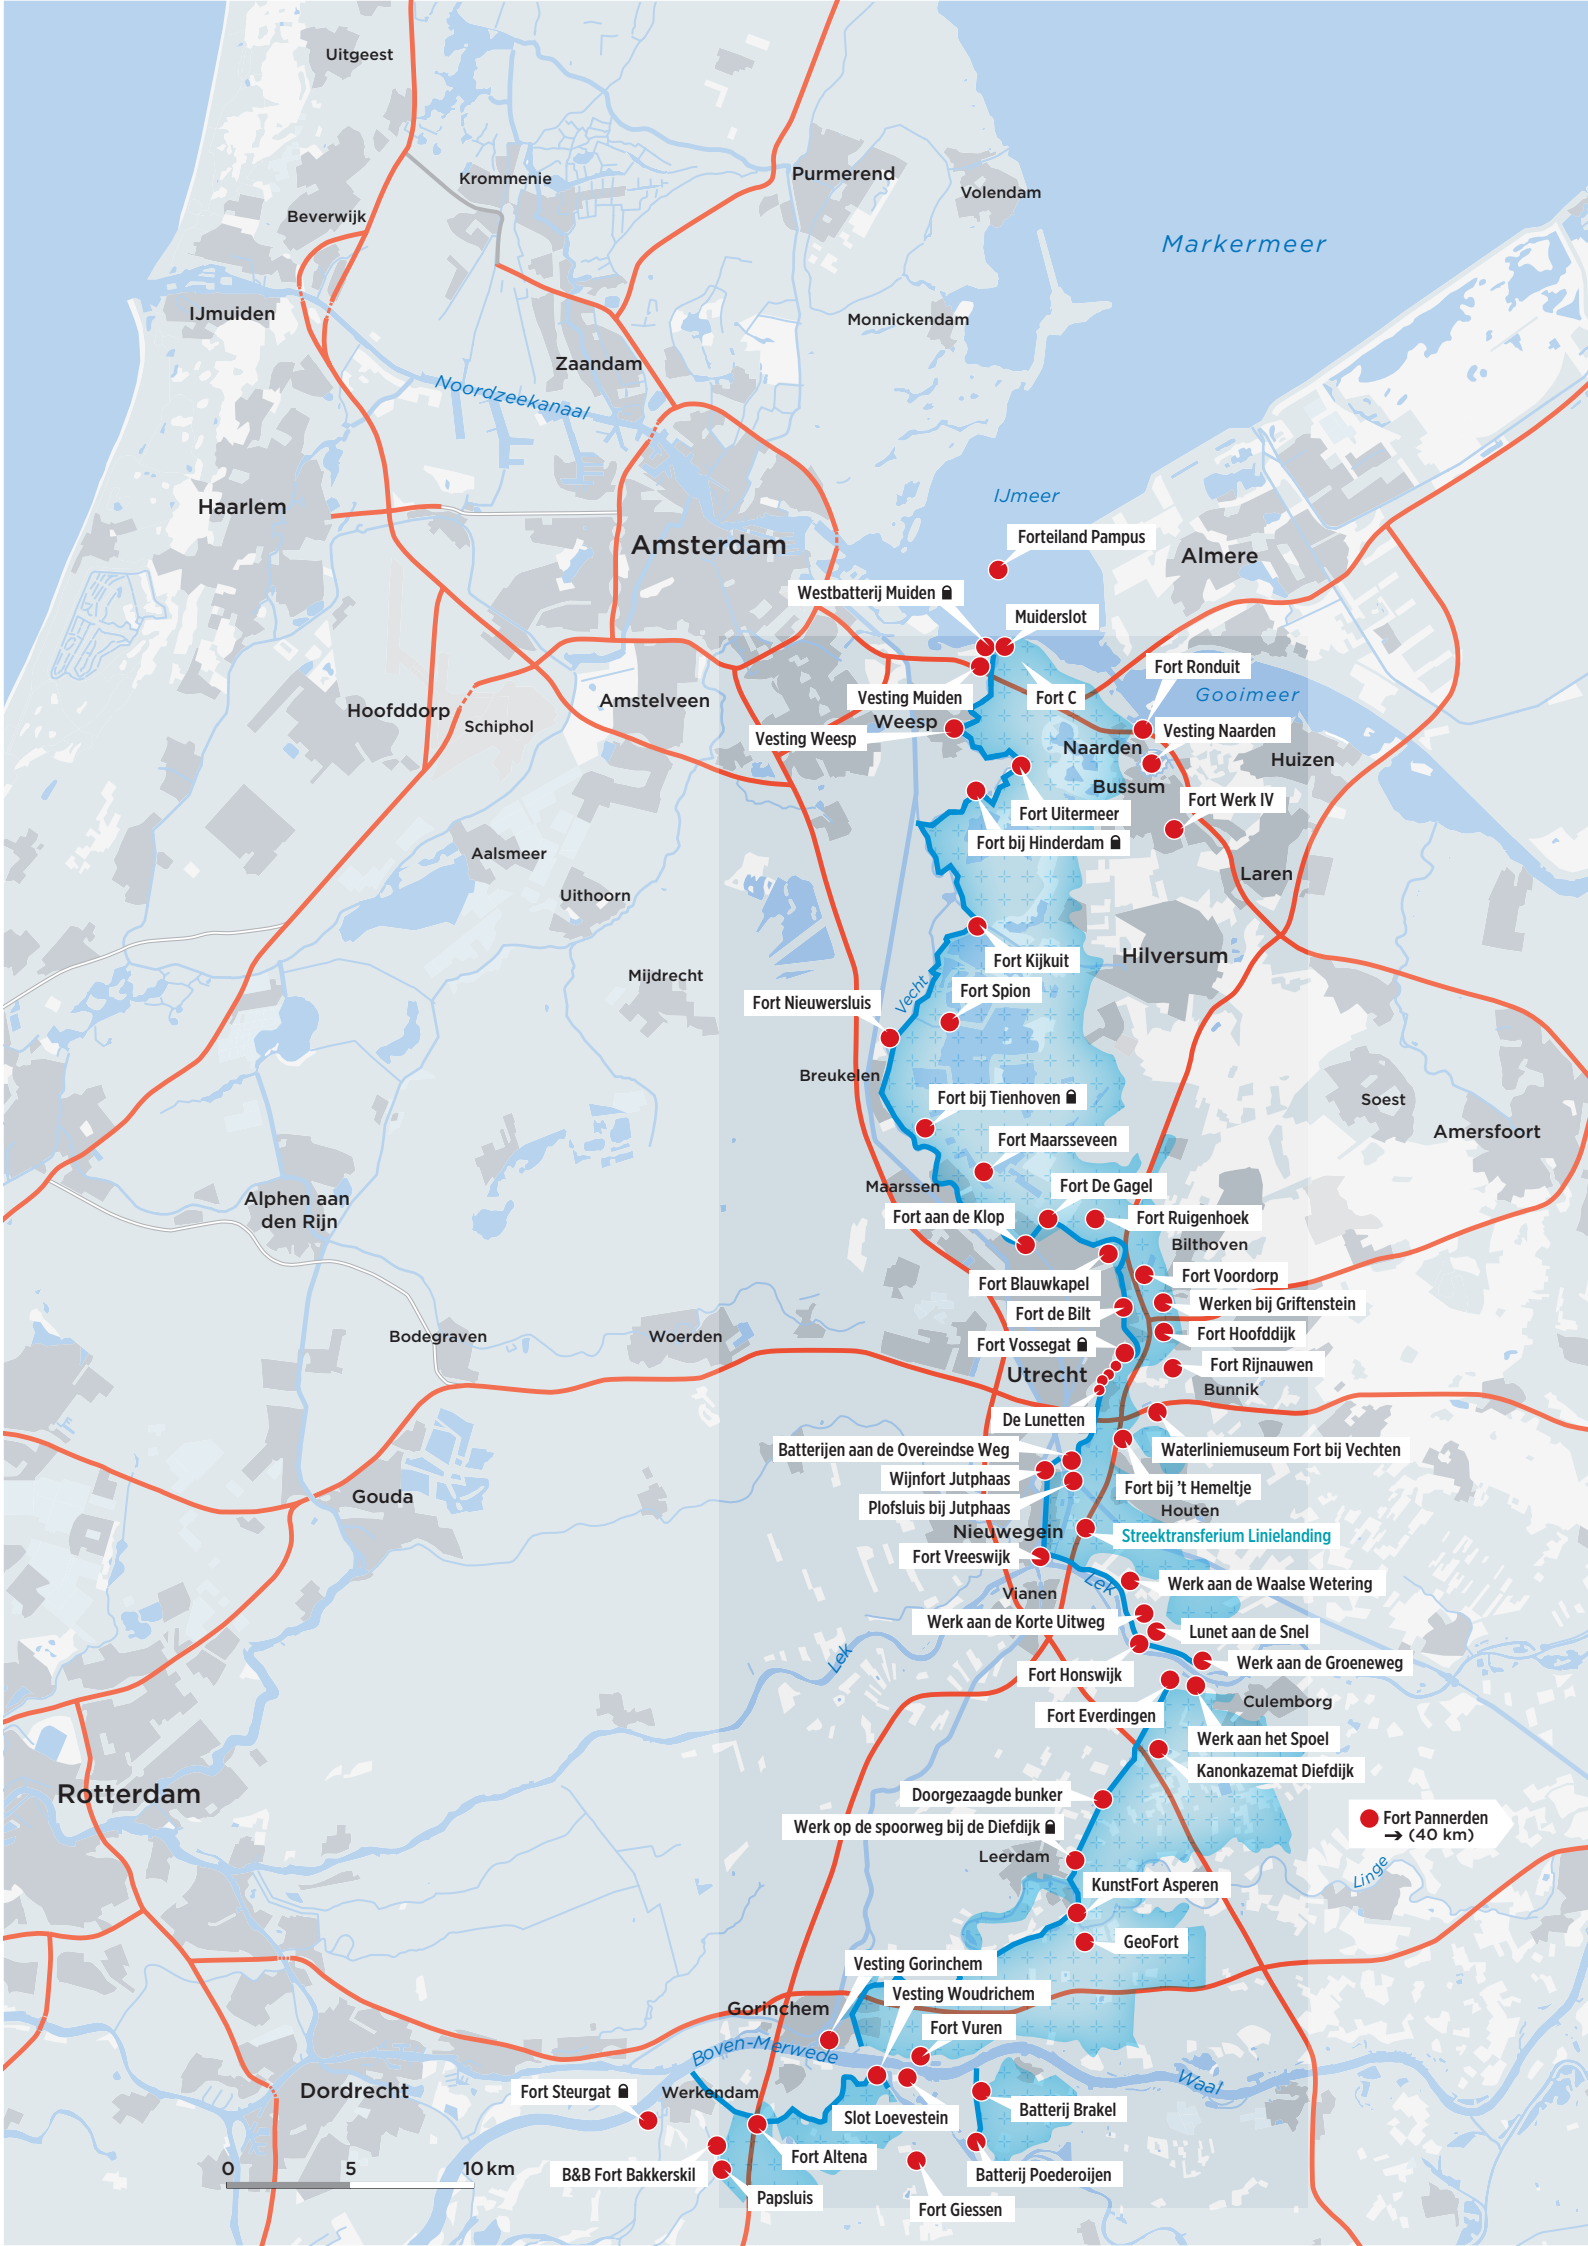 Uitgeest
Krommenie
Purmerend
Volendam
Beverwijk
Markermeer
IJmuiden
Monnickendam
Zaandam
Noordzeekanaal
IJmeer
Haarlem
Forteiland Pampus
Amsterdam
Almere
Westbatterij Muiden
Muiderslot
Fort Ronduit
Vesting Muiden
Fort C
Gooimeer
Amstelveen
Hoofddorp
Schiphol
Weesp
Vesting Weesp
Vesting Naarden
Naarden
Huizen
Bussum
Fort Werk IV
Fort Uitermeer
Fort bij Hinderdam
Aalsmeer
Laren
Uithoorn
Hilversum
Fort Kijkuit
Mijdrecht
Vecht
Fort Spion
Fort Nieuwersluis
Breukelen
Fort bij Tienhoven
Soest
Amersfoort
Fort Maarsseveen
Maarssen
Fort De Gagel
Alphen aan
den Rijn
Fort aan de Klop
Fort Ruigenhoek
Bilthoven
Fort Blauwkapel
Fort Voordorp
Fort de Bilt
Werken bij Griftenstein
Bodegraven
Woerden
Fort Vossegat
Fort Hoofddijk
Utrecht
Fort Rijnauwen
Bunnik
De Lunetten
Batterijen aan de Overeindse Weg
Waterliniemuseum Fort bij Vechten
Wijnfort Jutphaas
Fort bij 't Hemeltje
Gouda
Plofsluis bij Jutphaas
Houten
Nieuwegein
Streektransferium Linielanding
Fort Vreeswijk
Lek
Werk aan de Waalse Wetering
Vianen
Werk aan de Korte Uitweg
Lunet aan de Snel
Lek
Werk aan de Groeneweg
Fort Honswijk
Culemborg
Fort Everdingen
Werk aan het Spoel
Kanonkazemat Diefdijk
Rotterdam
Doorgezaagde bunker
Fort Pannerden
→ (40 km)
Werk op de spoorweg bij de Diefdijk
Leerdam
Linge
KunstFort Asperen
GeoFort
Vesting Gorinchem
Vesting Woudrichem
Gorinchem
Fort Vuren
Boven-Merwede
Waal
Dordrecht
Fort Steurgat
Werkendam
Batterij Brakel
Slot Loevestein
Fort Altena
0 5 10 km
B&B Fort Bakkerskil
Batterij Poederoijen
Papsluis
Fort Giessen